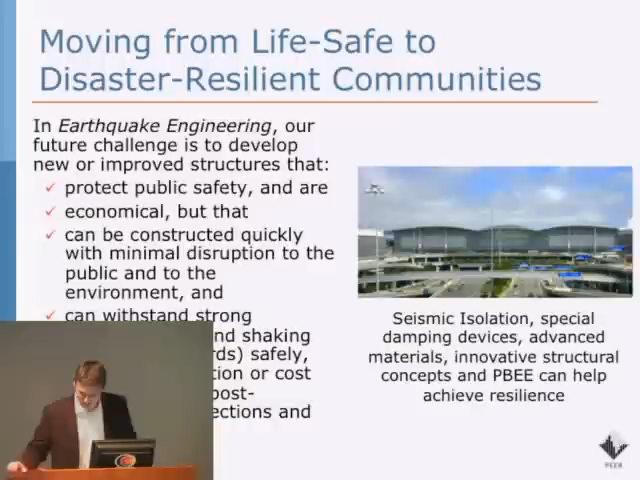 Moving from Life-Safe to
Disaster-Resilient Communities
In Earthquake Engineering, our
future challenge is to develop
new or improved structures that:
protect public safety, and are
economical, but that
can be constructed quickly
with minimal disruption to the
public and to the
environment, and
can withstand strong
nd shaking
rds) safely,
tion or cost
post-
ections and
Seismic Isolation, special
damping devices, advanced
materials, innovative structural
concepts and PBEE can help
achieve resilience
PEER